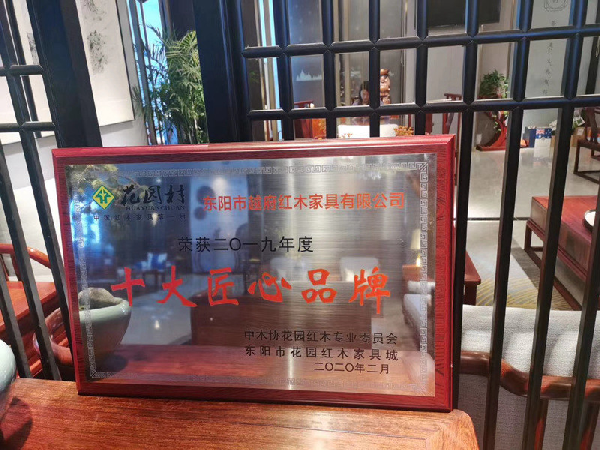 花园村
东阳市战府红木家具有限公司
荣获二〇一九年度
十大匠心品牌
中木协花园红木专业委员会
东阳市花园红木家具城
二〇二〇年二月